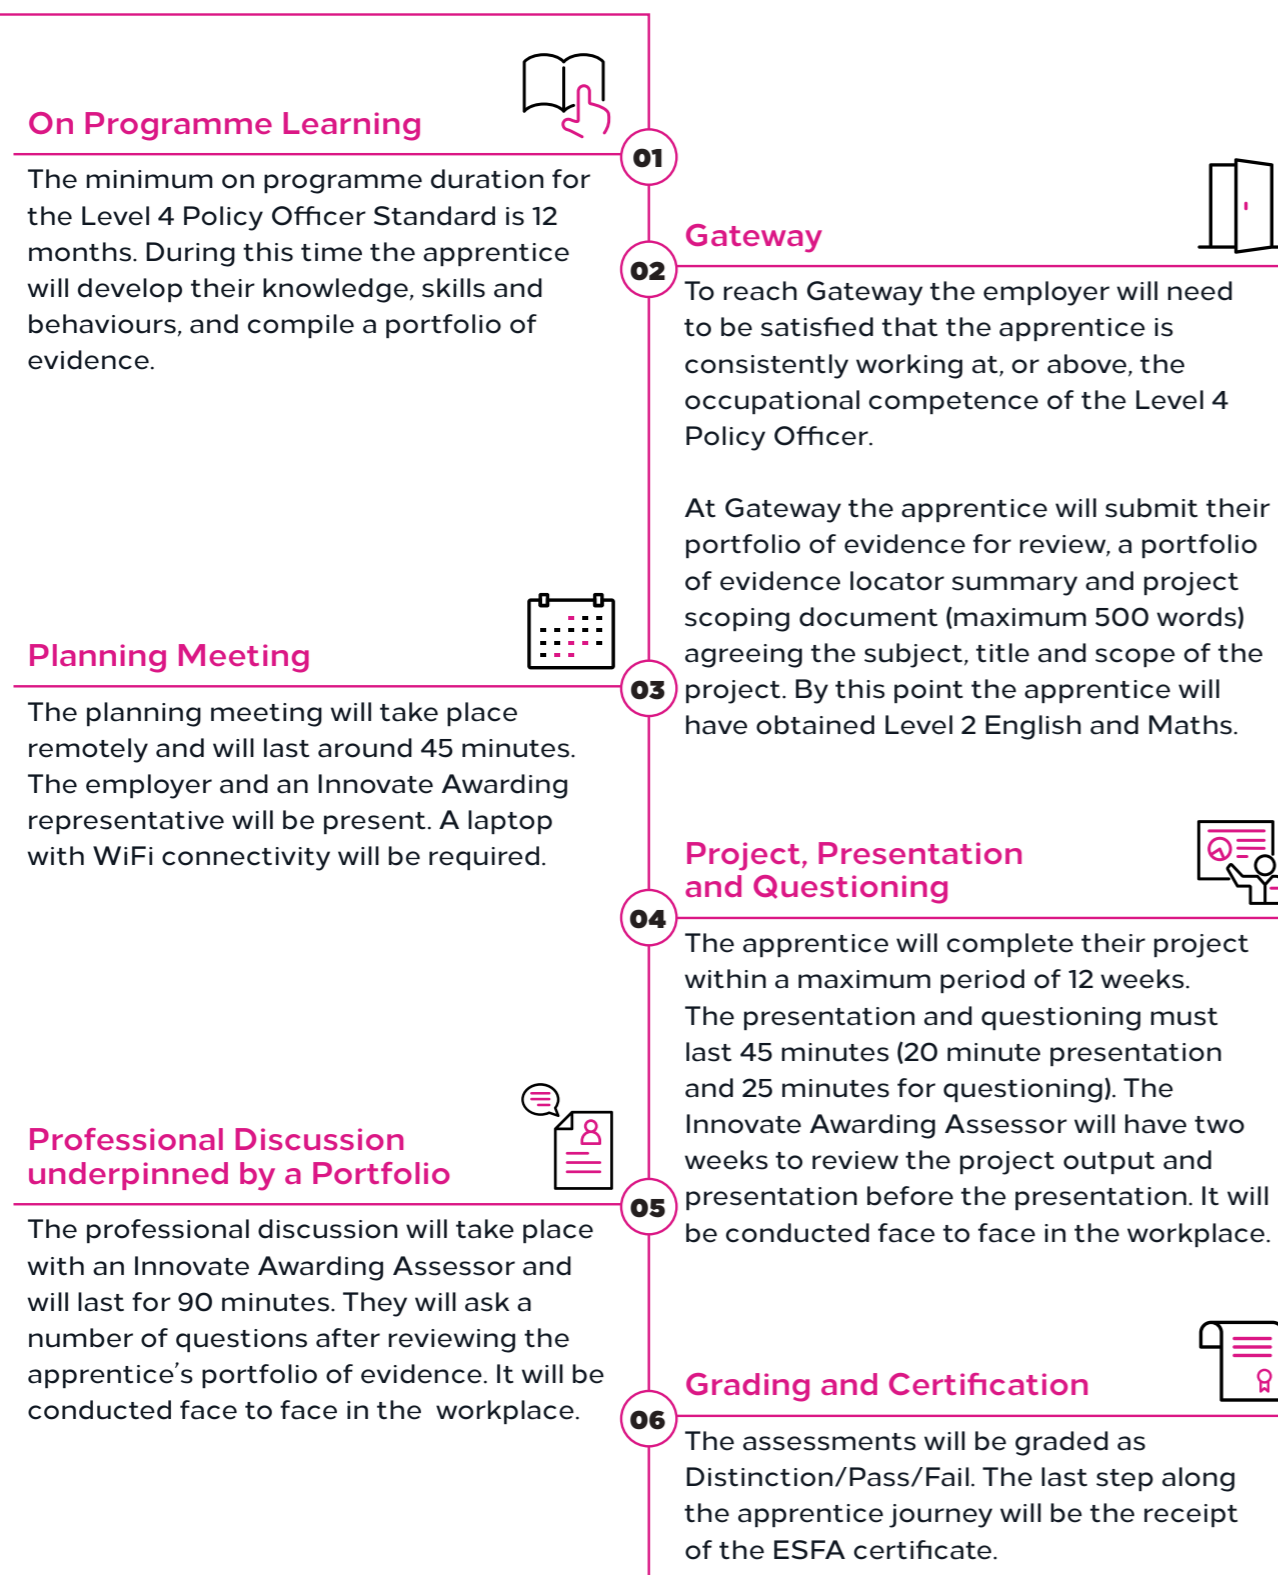 On Programme Learning
01
The minimum on programme duration for
the Level 4 Policy Officer Standard is 12
months. During this time the apprentice
will develop their knowledge, skills and
behaviours, and compile a portfolio of
evidence.
Gateway
02
To reach Gateway the employer will need
to be satisfied that the apprentice is
consistently working at, or above, the
occupational competence of the Level 4
Policy Officer.
At Gateway the apprentice will submit their
portfolio of evidence for review, a portfolio
of evidence locator summary and project
scoping document (maximum 500 words)
agreeing the subject, title and scope of the
project. By this point the apprentice will
have obtained Level 2 English and Maths.
Planning Meeting
03
The planning meeting will take place
remotely and will last around 45 minutes.
The employer and an Innovate Awarding
representative will be present. A laptop
with WiFi connectivity will be required.
Project, Presentation
and Questioning
04
The apprentice will complete their project
within a maximum period of 12 weeks.
The presentation and questioning must
last 45 minutes (20 minute presentation
and 25 minutes for questioning). The
Innovate Awarding Assessor will have two
weeks to review the project output and
presentation before the presentation. It will
be conducted face to face in the workplace.
Professional Discussion
underpinned by a Portfolio
05
The professional discussion will take place
with an Innovate Awarding Assessor and
will last for 90 minutes. They will ask a
number of questions after reviewing the
apprentice's portfolio of evidence. It will be
conducted face to face in the workplace.
Grading and Certification
06
The assessments will be graded as
Distinction/Pass/Fail. The last step along
the apprentice journey will be the receipt
of the ESFA certificate.